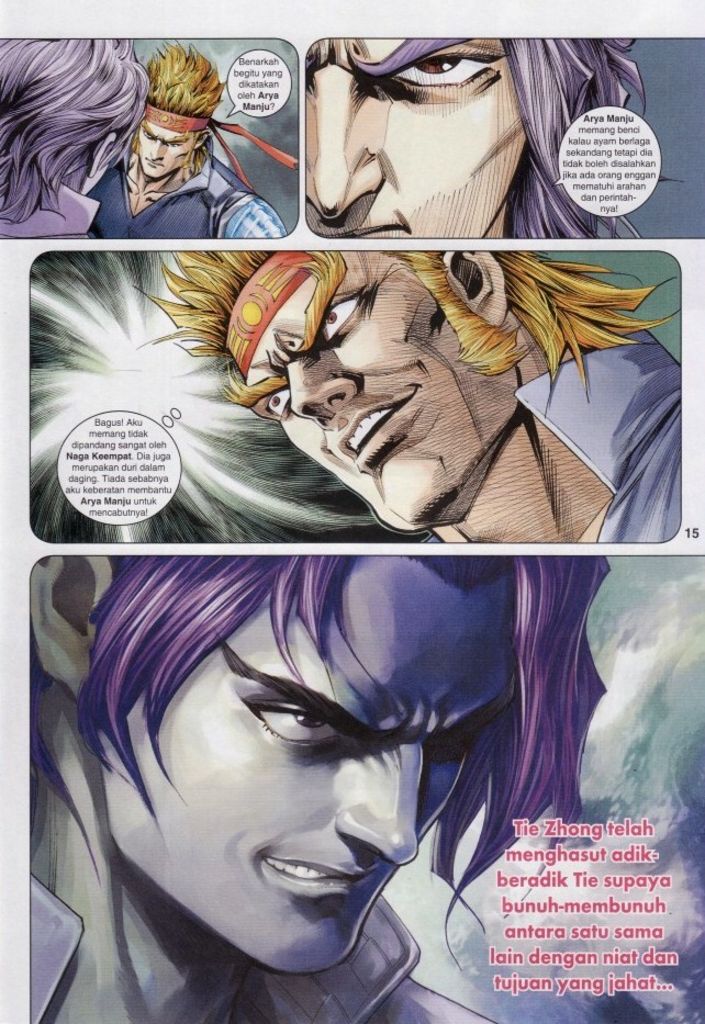 Benarkah
begitu yang
dikatakan
oleh Arya
Manju?
Arya Manju
memang benci
kalau ayam berlaga
sekandang tetapi dia
tidak boleh disalahkan
jika ada orang enggan
mematuhi arahan
dan perintah-
nya!
Bagus! Aku
memang tidak
dipandang sangat oleh
Naga Keempat. Dia juga
merupakan duri dalam
daging. Tiada sebabnya
aku keberatan membantu
Arya Manju untuk
mencabutnya!
15
Tie Zhong telah
menghasut adik-
beradik Tie supaya
bunuh-membunuh
antara satu sama
lain dengan niat dan
tujuan yang jahat...